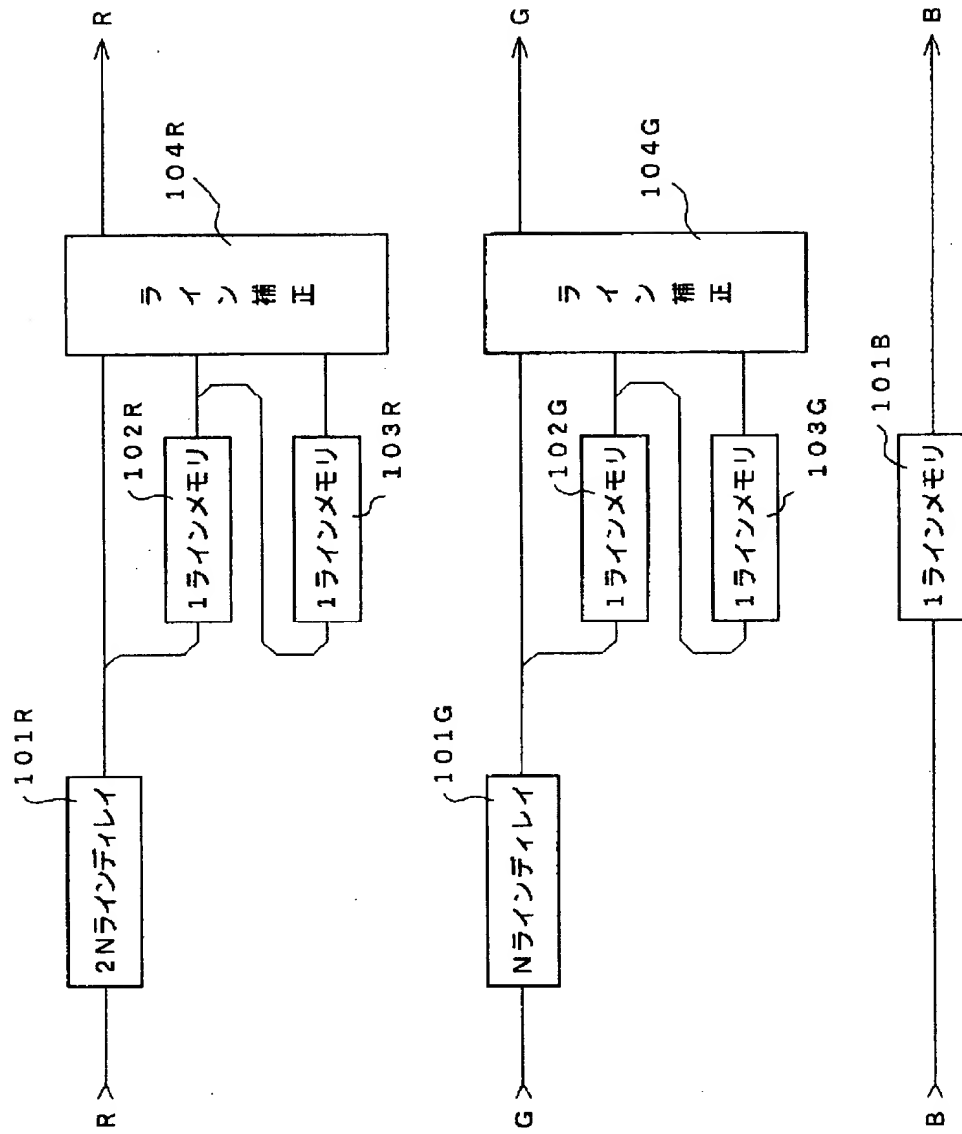 R
2Nラインディレイ
101R
1ラインメモリ
102R
1ラインメモリ
103R
ライン補正
104R
R
G
Nラインディレイ
101G
1ラインメモリ
102G
1ラインメモリ
103G
ライン補正
104G
G
B
1ラインメモリ
101B
B